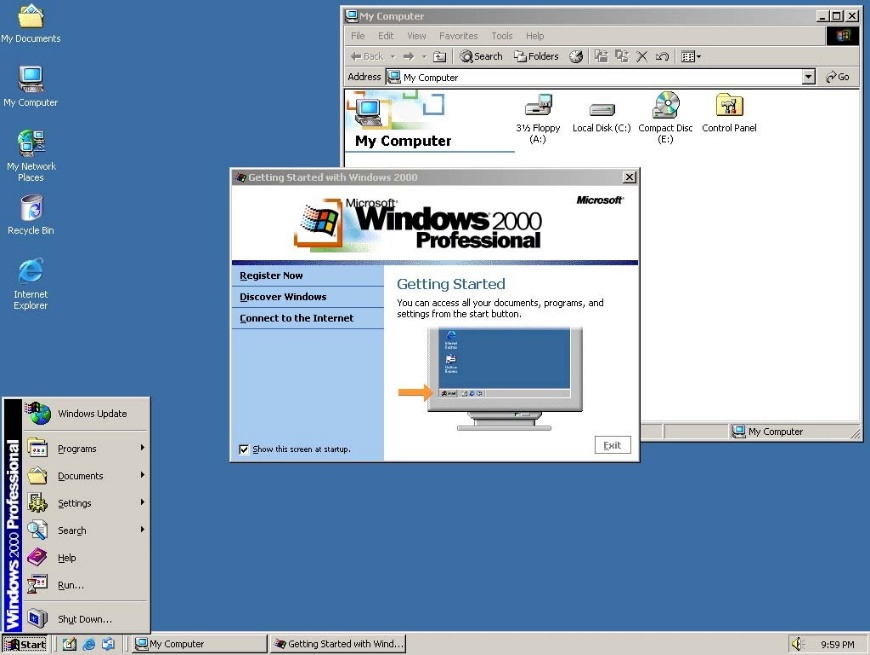 My Documents
My Computer
My Network
Places
Recycle Bin
Internet
Explorer
My Computer
File Edit View Favorites Tools Help
Back Search Folders
Address My Computer Go
My Computer
3½ Floppy
(A:)
Local Disk (C:)
Compact Disc
(E:)
Control Panel
My Computer
Getting Started with Windows 2000
Microsoft
Windows 2000
Professional
Microsoft
Register Now
Discover Windows
Connect to the Internet
Show this screen at startup.
Getting Started
You can access all your documents, programs, and
settings from the start button.
Exit
Windows 2000 Professional
Windows Update
Programs
Documents
Settings
Search
Help
Run...
Shut Down...
Start My Computer Getting Started with Wind... 9:59 PM